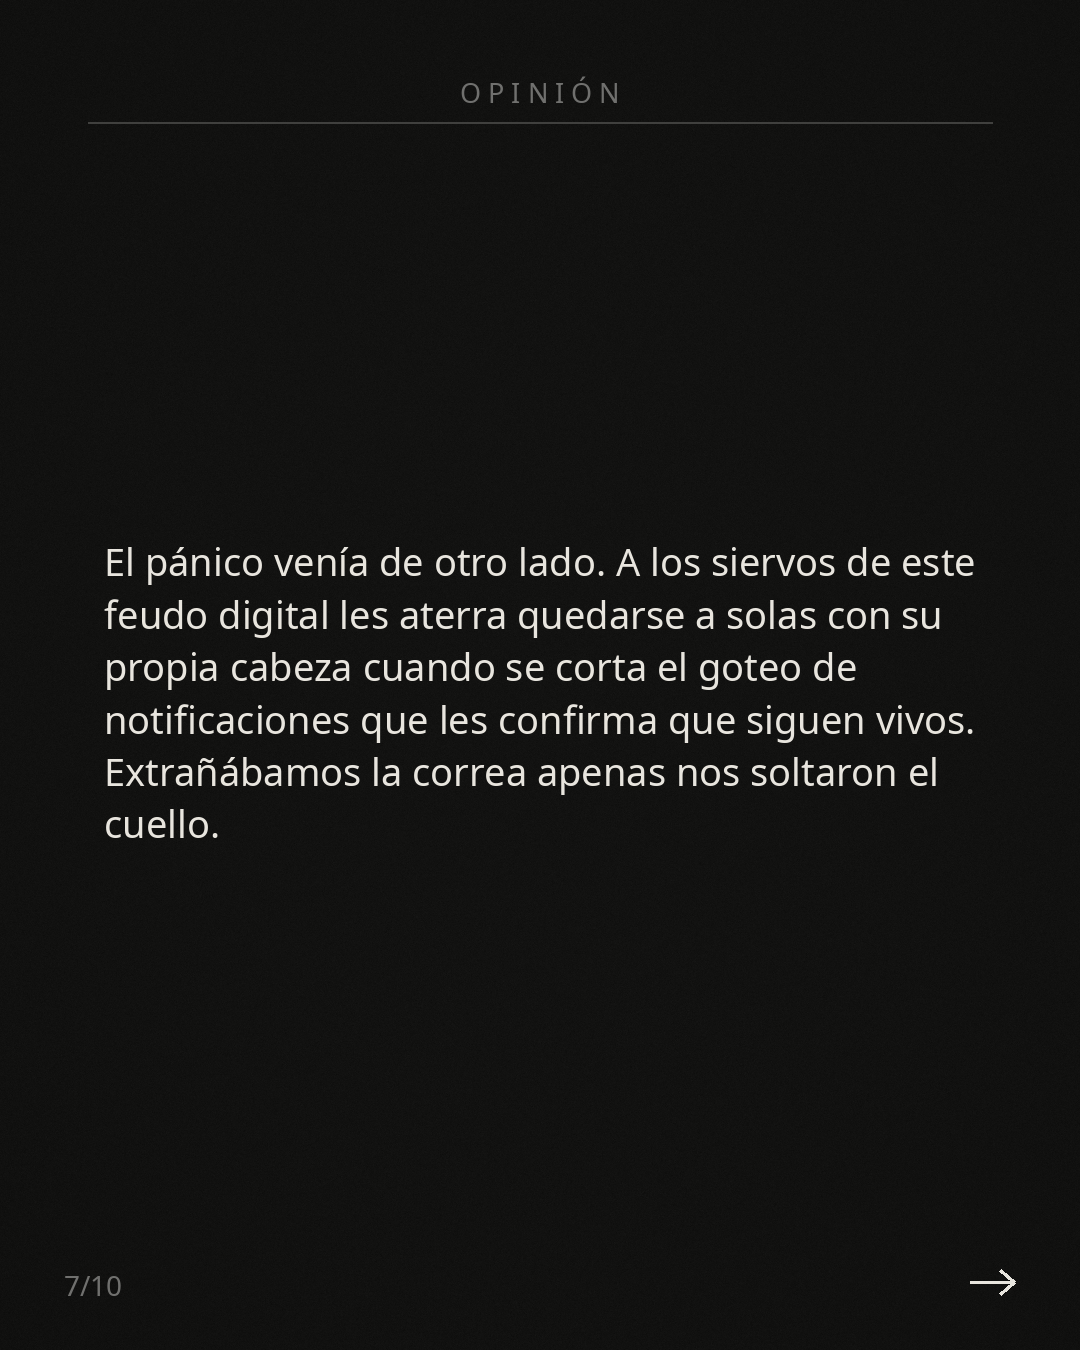 OPINIÓN
El pánico venía de otro lado. A los siervos de este
feudo digital les aterra quedarse a solas con su
propia cabeza cuando se corta el goteo de
notificaciones que les confirma que siguen vivos.
Extrañábamos la correa apenas nos soltaron el
cuello.
7/10